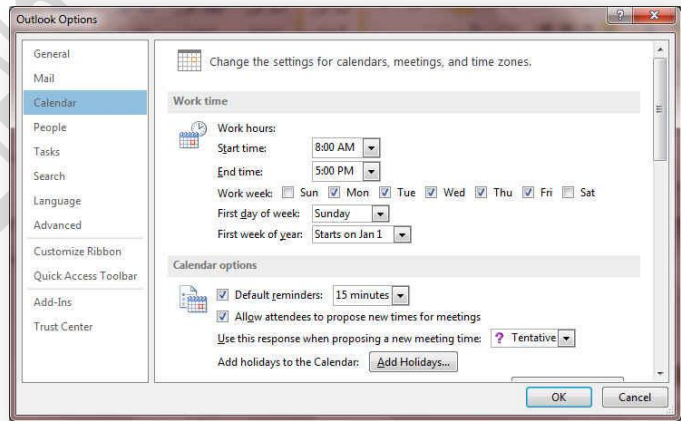 Outlook Options
General
Mail
Calendar
People
Tasks
Search
Language
Advanced
Customize Ribbon
Quick Access Toolbar
Add-Ins
Trust Center
Change the settings for calendars, meetings, and time zones.
Work time
Work hours:
Start time: 8:00 AM
End time: 5:00 PM
Work week: Sun Mon Tue Wed Thu Fri Sat
First day of week: Sunday
First week of year: Starts on Jan 1
Calendar options
Default reminders: 15 minutes
Allow attendees to propose new times for meetings
Use this response when proposing a new meeting time: ? Tentative
Add holidays to the Calendar: Add Holidays...
OK Cancel